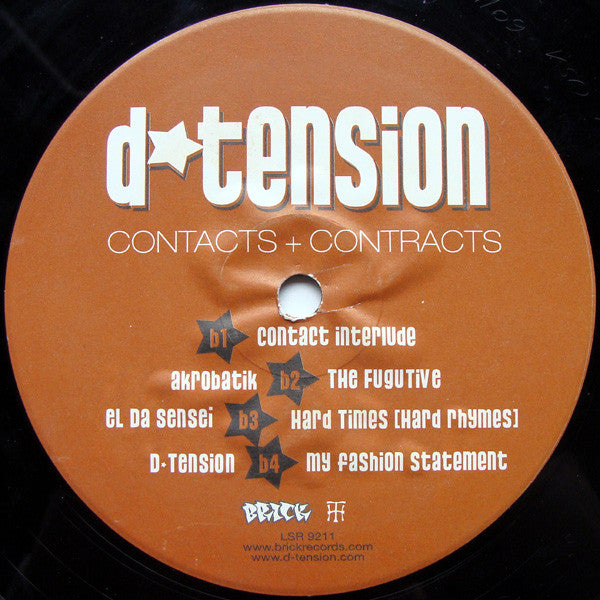 d★tension
CONTACTS + CONTRACTS
b1 contact interlude
akrobatik b2 The Fugutive
el Da Sensei b3 Hard Times [Hard rhymes]
D★Tension b4 my fashion statement
BRICK
LSR 9211
www.brickrecords.com
www.d-tension.com